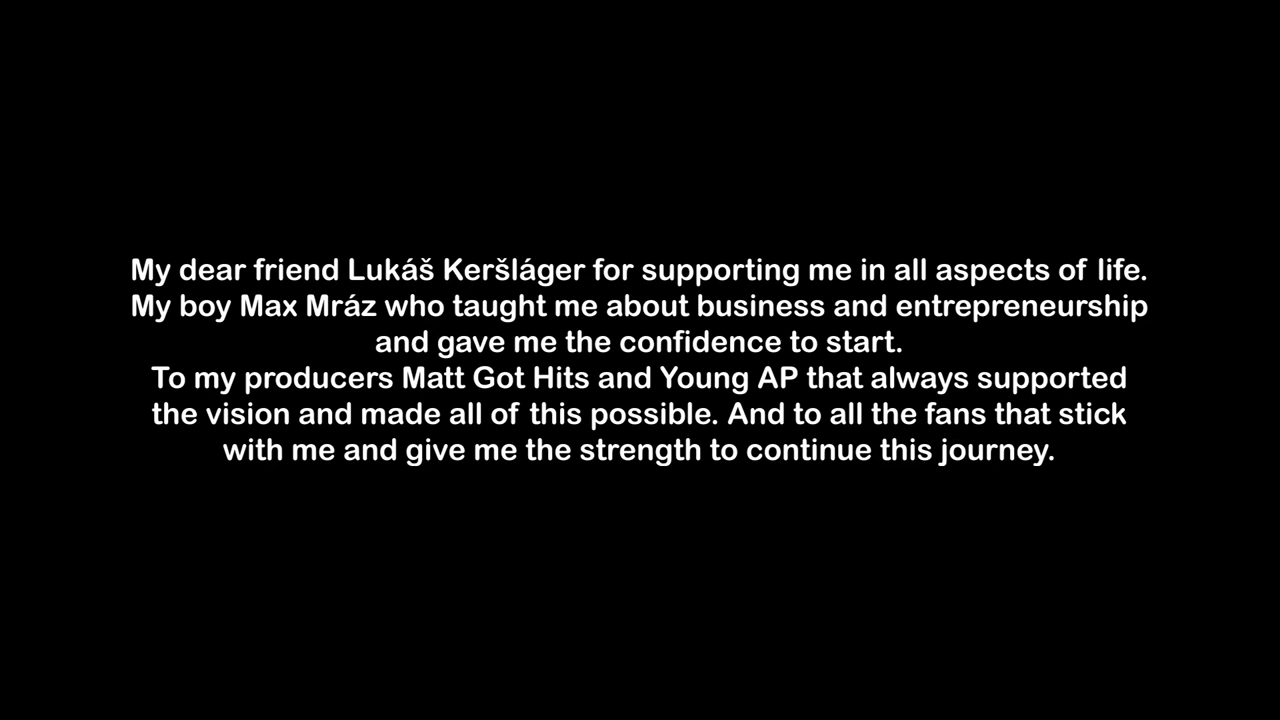 My dear friend Lukáš Keršláger for supporting me in all aspects of life.
My boy Max Mráz who taught me about business and entrepreneurship
and gave me the confidence to start.
To my producers Matt Got Hits and Young AP that always supported
the vision and made all of this possible. And to all the fans that stick
with me and give me the strength to continue this journey.